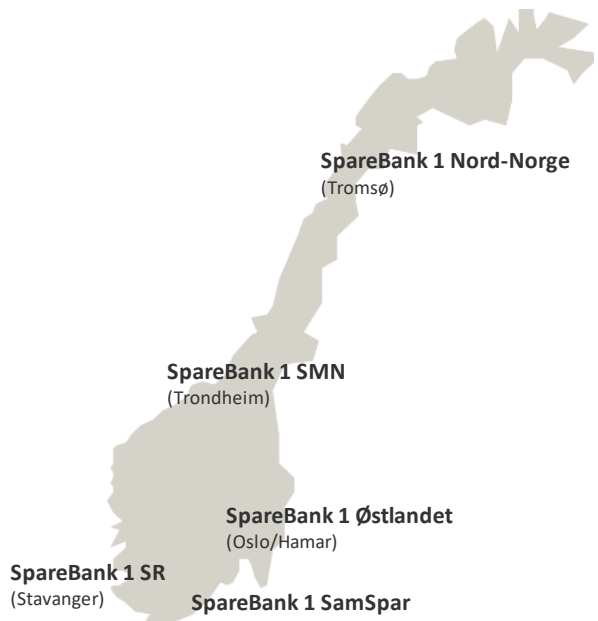 SpareBank 1 Nord-Norge
(Tromsø)
SpareBank 1 SMN
(Trondheim)
SpareBank 1 Østlandet
(Oslo/Hamar)
SpareBank 1 SR
(Stavanger)
SpareBank 1 SamSpar